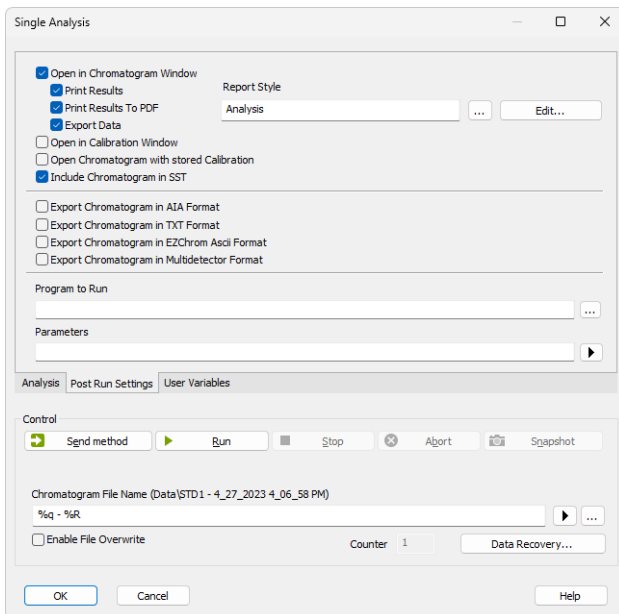 Single Analysis
Open in Chromatogram Window
Print Results
Report Style
Print Results To PDF
Analysis
...
Edit...
Export Data
Open in Calibration Window
Open Chromatogram with stored Calibration
Include Chromatogram in SST
Export Chromatogram in AIA Format
Export Chromatogram in TXT Format
Export Chromatogram in EZChrom Ascii Format
Export Chromatogram in Multidetector Format
Program to Run
...
Parameters
Analysis Post Run Settings User Variables
Control
Send method Run Stop Abort Snapshot
Chromatogram File Name (Data\STD1 - 4_27_2023 4_06_58 PM)
%q - %R
...
Enable File Overwrite
Counter 1
Data Recovery...
OK Cancel Help